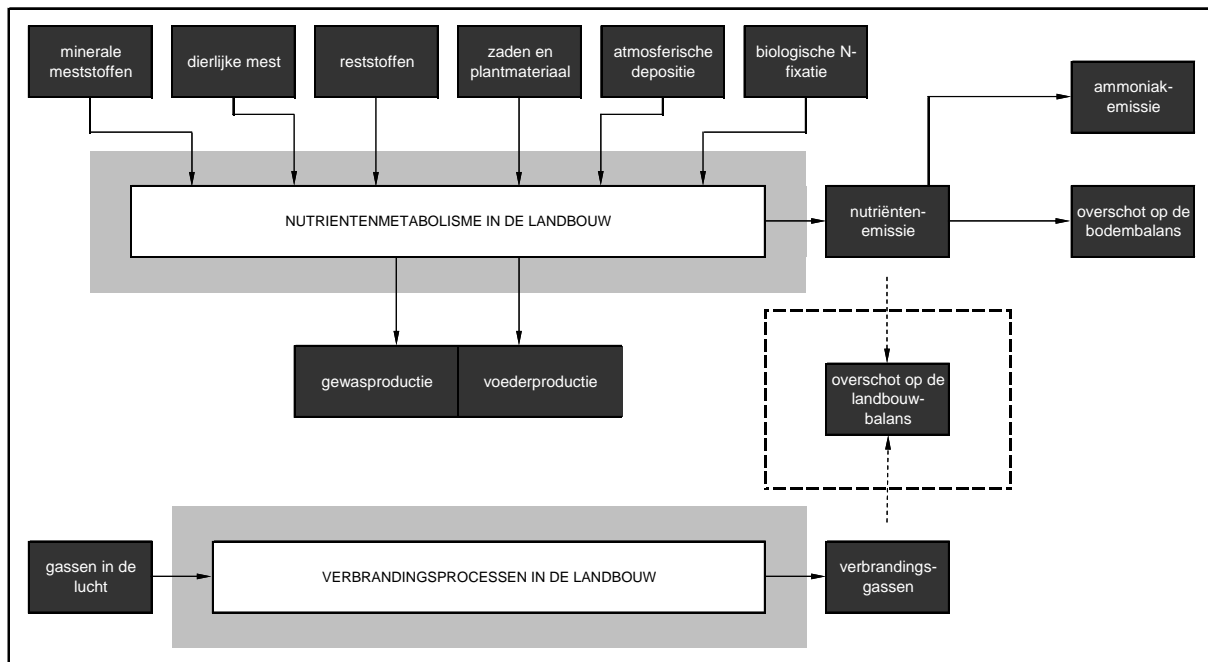 minerale
meststoffen
dierlijke mest
reststoffen
zaden en
plantmateriaal
atmosferische
depositie
biologische N-
fixatie
ammoniak-
emissie
NUTRIENTENMETABOLISME IN DE LANDBOUW
nutriënten-
emissie
overschot op de
bodembalans
gewasproductie
voederproductie
overschot op de
landbouw-
balans
gassen in de
lucht
VERBRANDINGSPROCESSEN IN DE LANDBOUW
verbrandings-
gassen